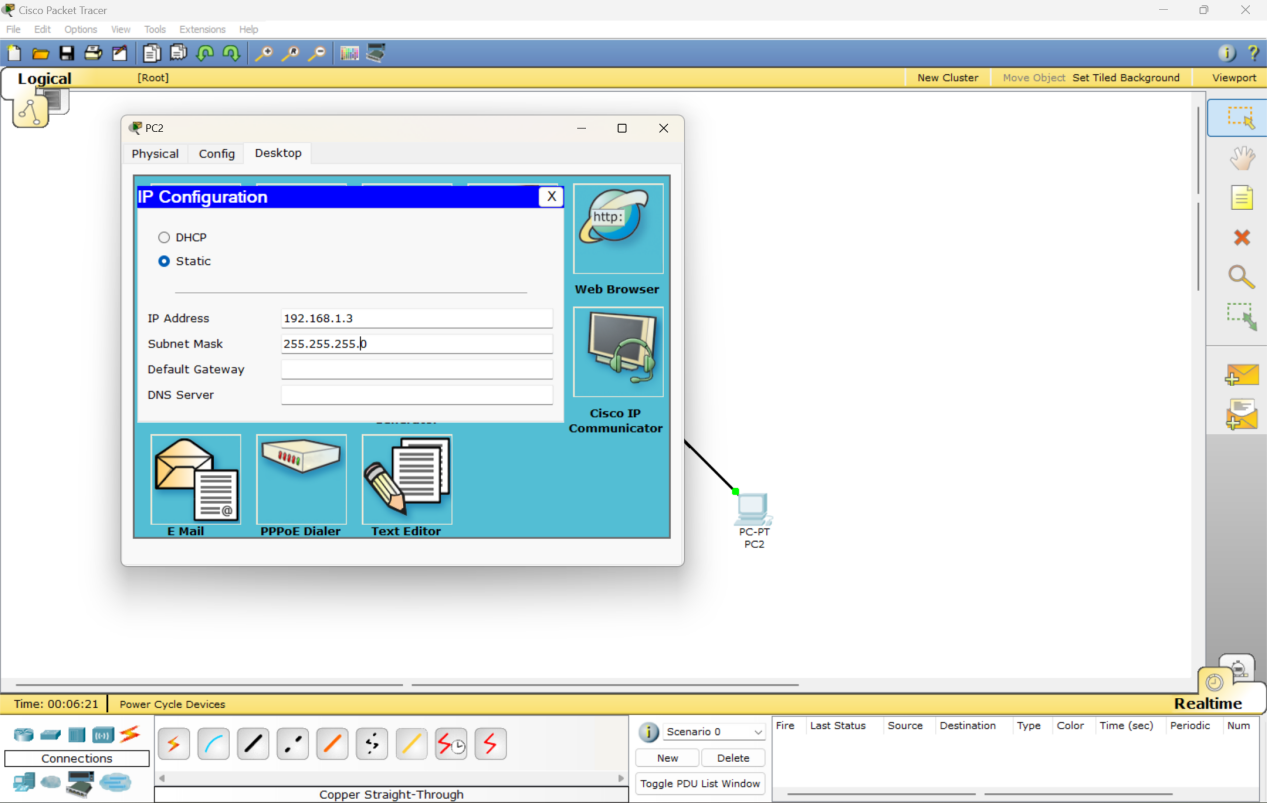 Cisco Packet Tracer
File Edit Options View Tools Extensions Help
Logical [Root] New Cluster Move Object Set Tiled Background Viewport
PC2
Physical Config Desktop
IP Configuration X
http:
DHCP
Static
Web Browser
IP Address 192.168.1.3
Subnet Mask 255.255.255.0
Default Gateway
DNS Server
Cisco IP
Communicator
@
E Mail PPPoE Dialer Text Editor
PC-PT
PC2
Time: 00:06:21 Power Cycle Devices Realtime
Scenario 0 Fire Last Status Source Destination Type Color Time (sec) Periodic Num
Connections
New Delete
Toggle PDU List Window
Copper Straight-Through